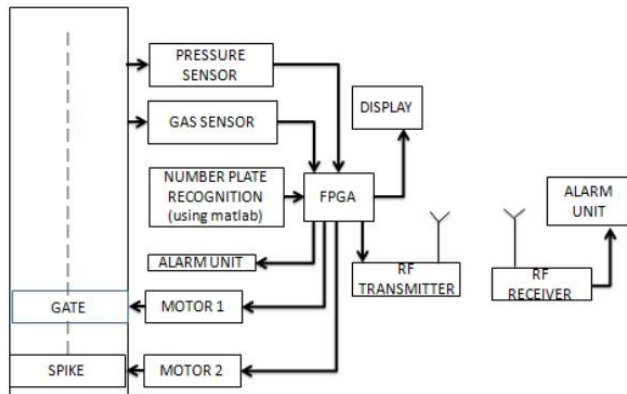 PRESSURE
SENSOR
GAS SENSOR
DISPLAY
NUMBER PLATE
RECOGNITION
(using matlab)
FPGA
ALARM
UNIT
ALARM UNIT
RF
TRANSMITTER
RF
RECEIVER
GATE
MOTOR 1
SPIKE
MOTOR 2